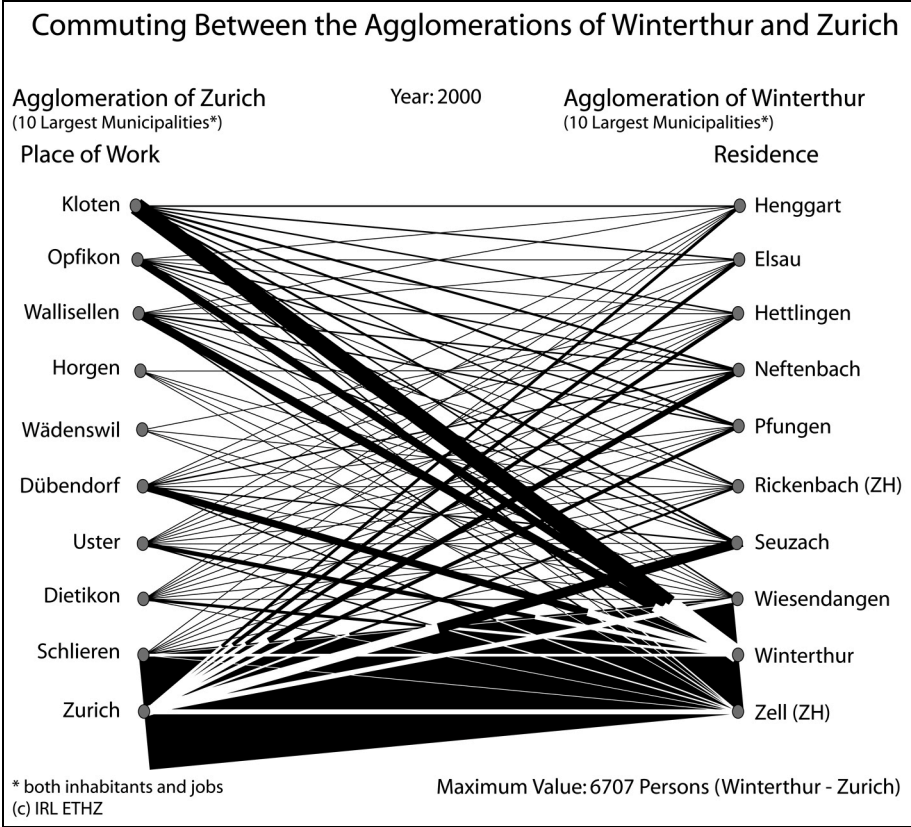 Commuting Between the Agglomerations of Winterthur and Zurich
Agglomeration of Zurich
(10 Largest Municipalities*)
Place of Work
Year: 2000
Agglomeration of Winterthur
(10 Largest Municipalities*)
Residence
Kloten
Opfikon
Wallisellen
Horgen
Wädenswil
Dübendorf
Uster
Dietikon
Schlieren
Zurich
Henggart
Elsau
Hettlingen
Neftenbach
Pfungen
Rickenbach (ZH)
Seuzach
Wiesendangen
Winterthur
Zell (ZH)
* both inhabitants and jobs
(c) IRL ETHZ
Maximum Value: 6707 Persons (Winterthur - Zurich)